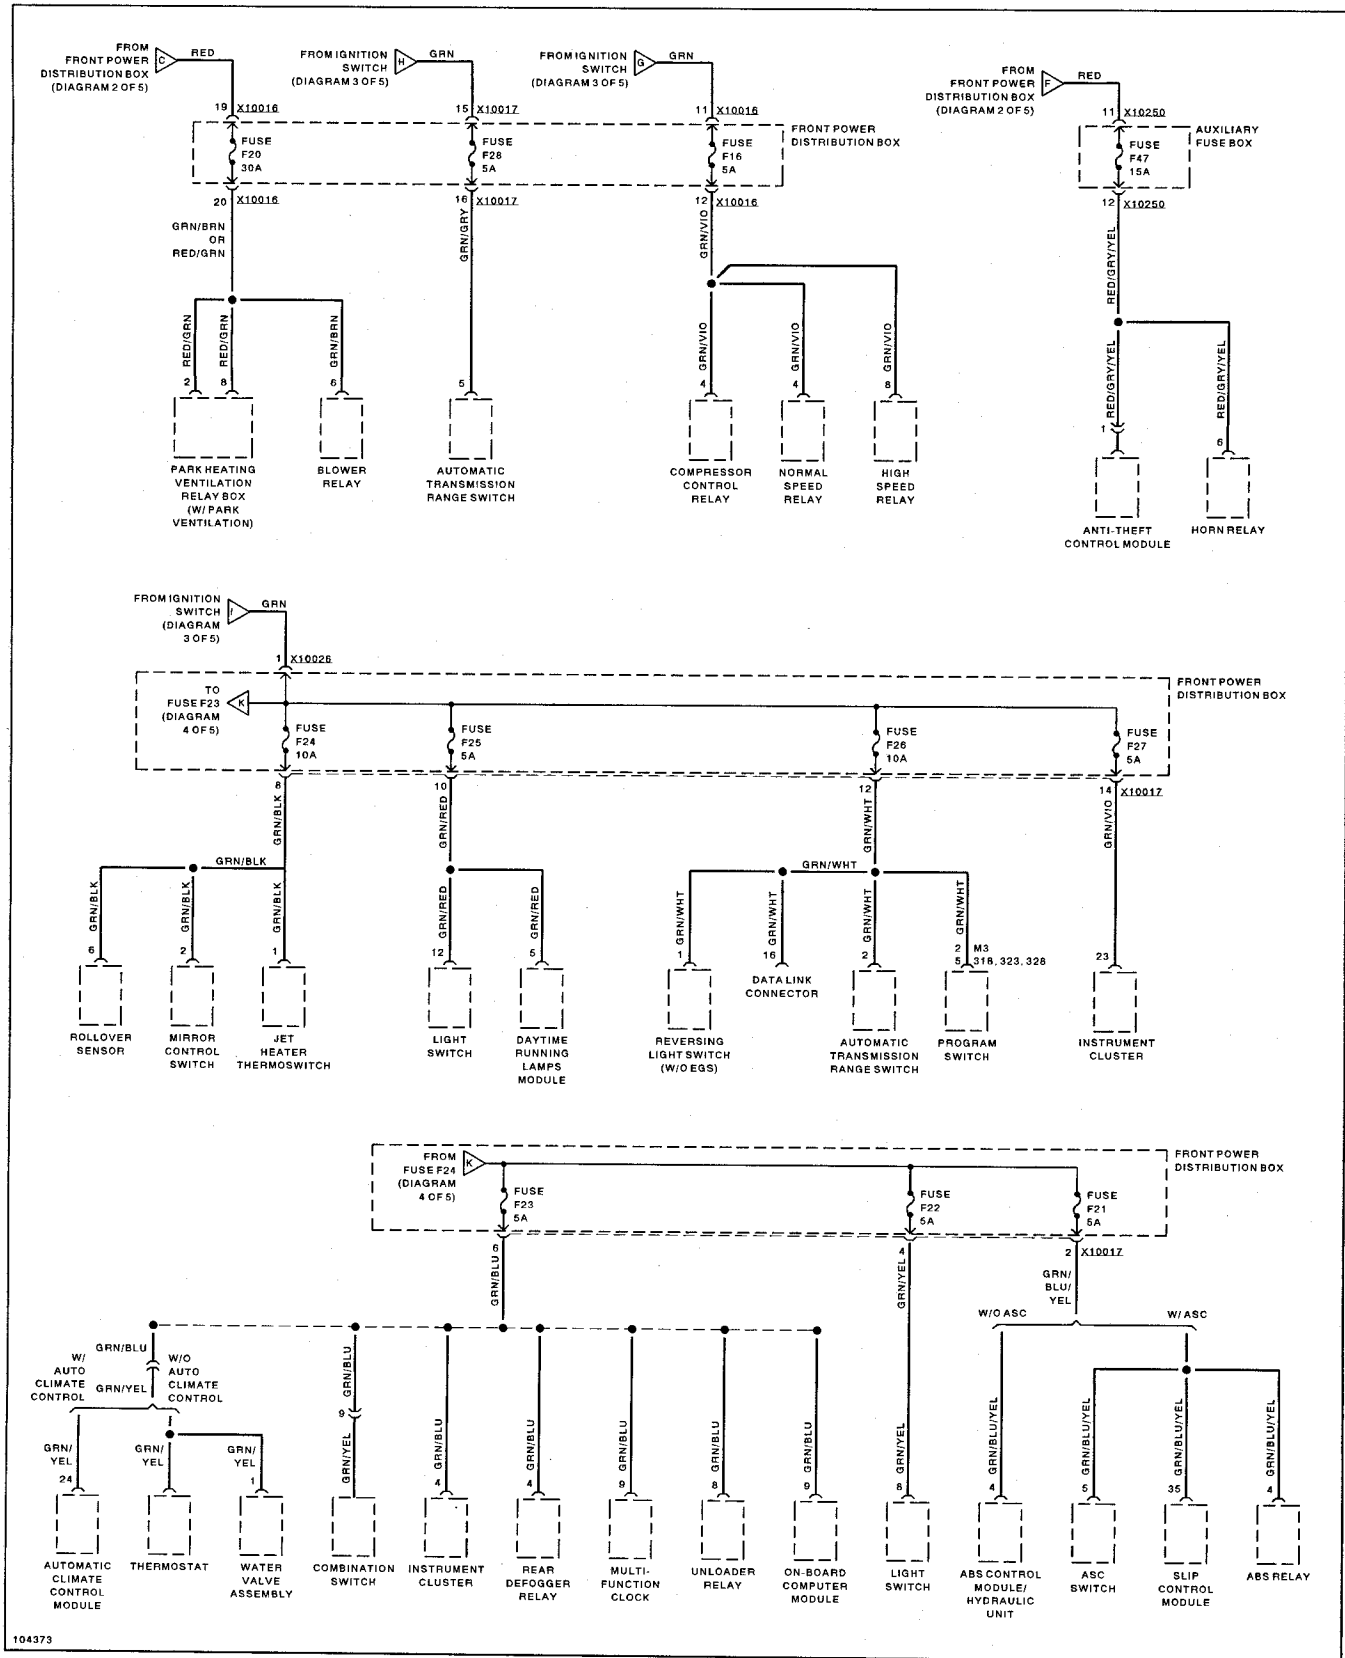 FROM
FRONT POWER
DISTRIBUTION BOX
(DIAGRAM 2 OF 5)
C
RED
FROM IGNITION
SWITCH
(DIAGRAM 3 OF 5)
H
GRN
FROM IGNITION
SWITCH
(DIAGRAM 3 OF 5)
G
GRN
FROM
FRONT POWER
DISTRIBUTION BOX
(DIAGRAM 2 OF 5)
F
RED
19 X10016
15 X10017
11 X10016
11 X10250
FUSE
F20
30A
FUSE
F28
5A
FUSE
F16
5A
FRONT POWER
DISTRIBUTION BOX
FUSE
F47
15A
AUXILIARY
FUSE BOX
20 X10016
16 X10017
12 X10016
12 X10250
GRN/BRN
OR
RED/GRN
GRN/GRY
GRN/VIO
RED/GRY/YEL
RED/GRN
RED/GRN
GRN/BRN
GRN/VIO
GRN/VIO
GRN/VIO
RED/GRY/YEL
RED/GRY/YEL
2 8 6 5 4 4 8 1 6
PARK HEATING
VENTILATION
RELAY BOX
(W/ PARK
VENTILATION)
BLOWER
RELAY
AUTOMATIC
TRANSMISSION
RANGE SWITCH
COMPRESSOR
CONTROL
RELAY
NORMAL
SPEED
RELAY
HIGH
SPEED
RELAY
ANTI-THEFT
CONTROL MODULE
HORN RELAY
FROM IGNITION
SWITCH
(DIAGRAM
3 OF 5)
I
GRN
1 X10026
TO
FUSE F23
(DIAGRAM
4 OF 5)
K
FUSE
F24
10A
FUSE
F25
5A
FUSE
F26
10A
FUSE
F27
5A
FRONT POWER
DISTRIBUTION BOX
8 10 12 14 X10017
GRN/BLK
GRN/RED
GRN/WHT
GRN/VIO
GRN/BLK
GRN/WHT
GRN/BLK
GRN/BLK
GRN/BLK
GRN/RED
GRN/RED
GRN/WHT
GRN/WHT
GRN/WHT
GRN/WHT
6 2 1 12 5 1 16 2
2 M3
5 318, 323, 328
23
ROLLOVER
SENSOR
MIRROR
CONTROL
SWITCH
JET
HEATER
THERMOSWITCH
LIGHT
SWITCH
DAYTIME
RUNNING
LAMPS
MODULE
REVERSING
LIGHT SWITCH
(W/O EGS)
DATA LINK
CONNECTOR
AUTOMATIC
TRANSMISSION
RANGE SWITCH
PROGRAM
SWITCH
INSTRUMENT
CLUSTER
FROM
FUSE F24
(DIAGRAM
4 OF 5)
K
FUSE
F23
5A
FUSE
F22
5A
FUSE
F21
5A
FRONT POWER
DISTRIBUTION BOX
6 4 2 X10017
GRN/BLU
GRN/YEL
GRN/
BLU/
YEL
W/O ASC
W/ ASC
W/
AUTO
CLIMATE
CONTROL
GRN/BLU
GRN/YEL
W/O
AUTO
CLIMATE
CONTROL
GRN/
YEL
GRN/
YEL
GRN/
YEL
GRN/BLU
9
GRN/YEL
GRN/BLU
GRN/BLU
GRN/BLU
GRN/BLU
GRN/BLU
GRN/YEL
GRN/BLU/YEL
GRN/BLU/YEL
GRN/BLU/YEL
GRN/BLU/YEL
24 1 4 4 9 8 9 8 4 5 35 4
AUTOMATIC
CLIMATE
CONTROL
MODULE
THERMOSTAT
WATER
VALVE
ASSEMBLY
COMBINATION
SWITCH
INSTRUMENT
CLUSTER
REAR
DEFOGGER
RELAY
MULTI-
FUNCTION
CLOCK
UNLOADER
RELAY
ON-BOARD
COMPUTER
MODULE
LIGHT
SWITCH
ABS CONTROL
MODULE/
HYDRAULIC
UNIT
ASC
SWITCH
SLIP
CONTROL
MODULE
ABS RELAY
104373